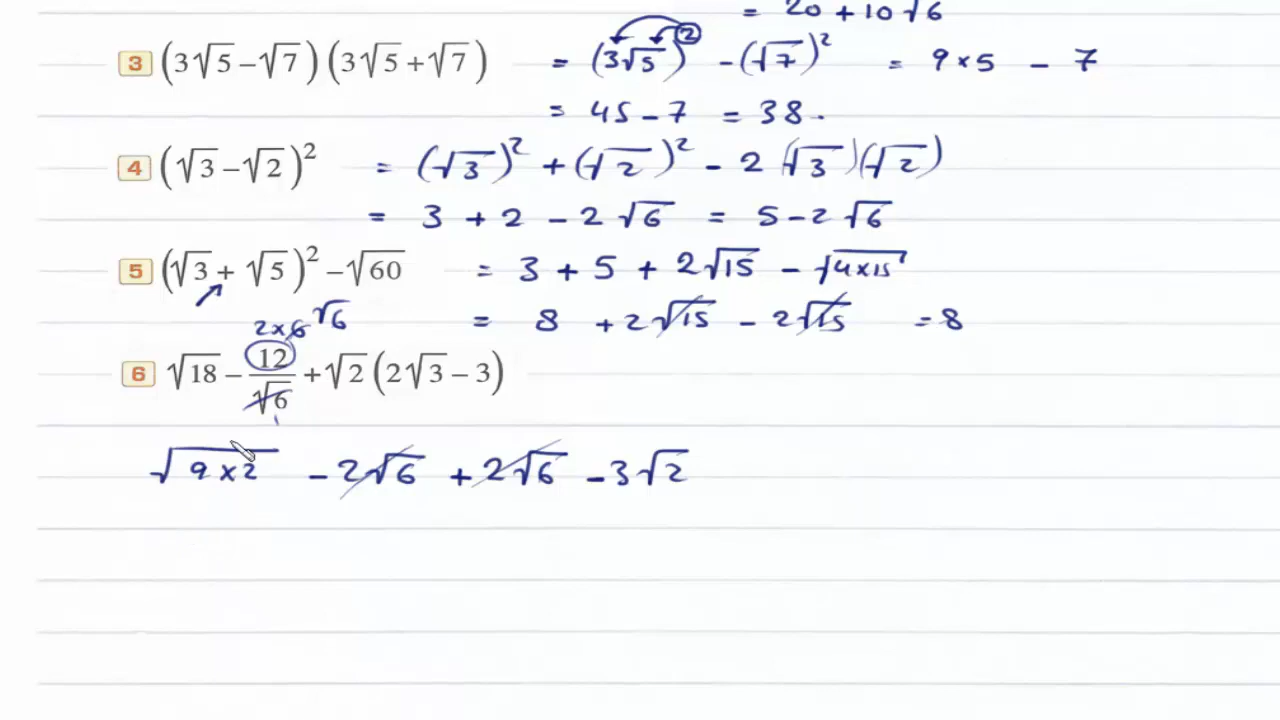 = 20 + 10√6
3 (3√5 − √7)(3√5 + √7) = (3√5)² − (√7)² = 9 × 5 − 7
= 45 − 7 = 38.
4 (√3 − √2)² = (√3)² + (√2)² − 2(√3)(√2)
= 3 + 2 − 2√6 = 5 − 2√6
5 (√3 + √5)² − √60 = 3 + 5 + 2√15 − √4×15
= 8 + 2√15 − 2√15 = 8
2×6 √6
6 √18 − 12/√6 + √2(2√3 − 3)
√9×2 − 2√6 + 2√6 − 3√2